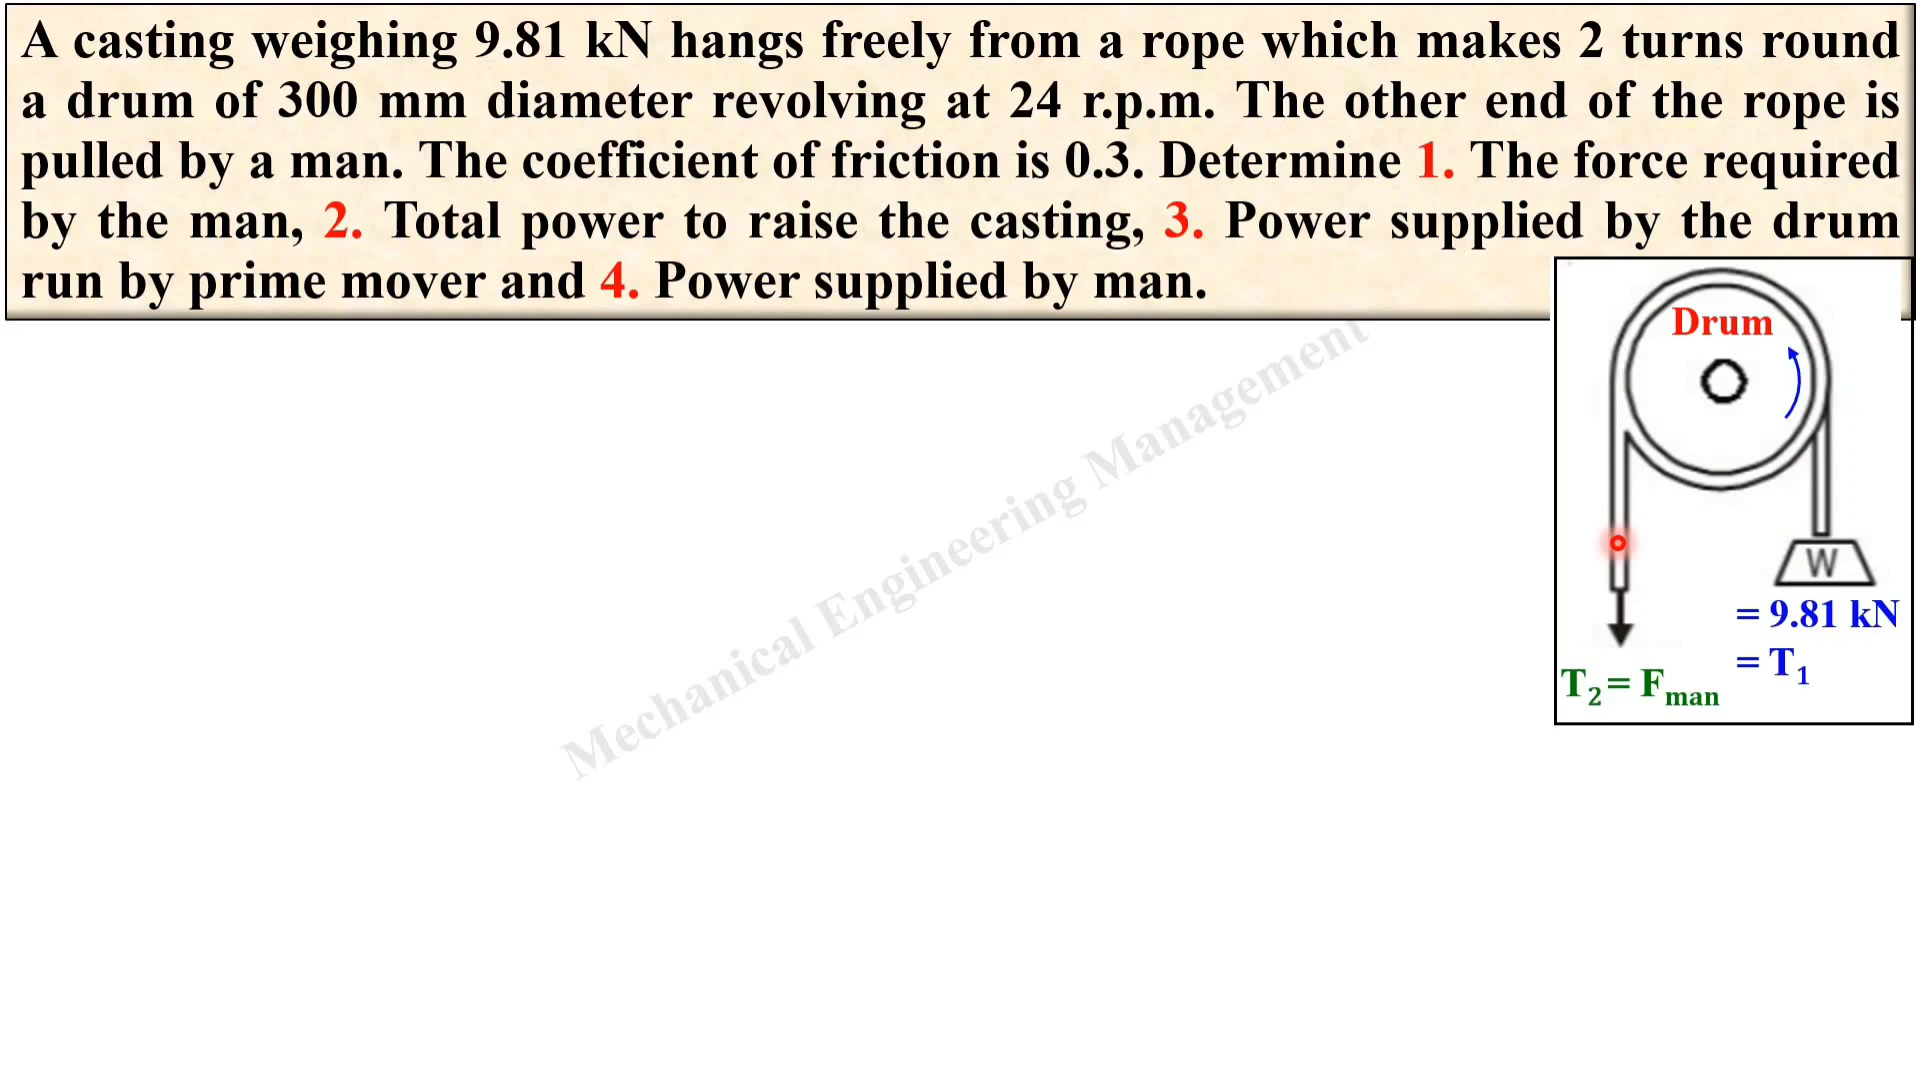 A casting weighing 9.81 kN hangs freely from a rope which makes 2 turns round
a drum of 300 mm diameter revolving at 24 r.p.m. The other end of the rope is
pulled by a man. The coefficient of friction is 0.3. Determine 1. The force required
by the man, 2. Total power to raise the casting, 3. Power supplied by the drum
run by prime mover and 4. Power supplied by man.
Drum
W
= 9.81 kN
= T₁
T₂ = Fₘₐₙ
Mechanical Engineering Management